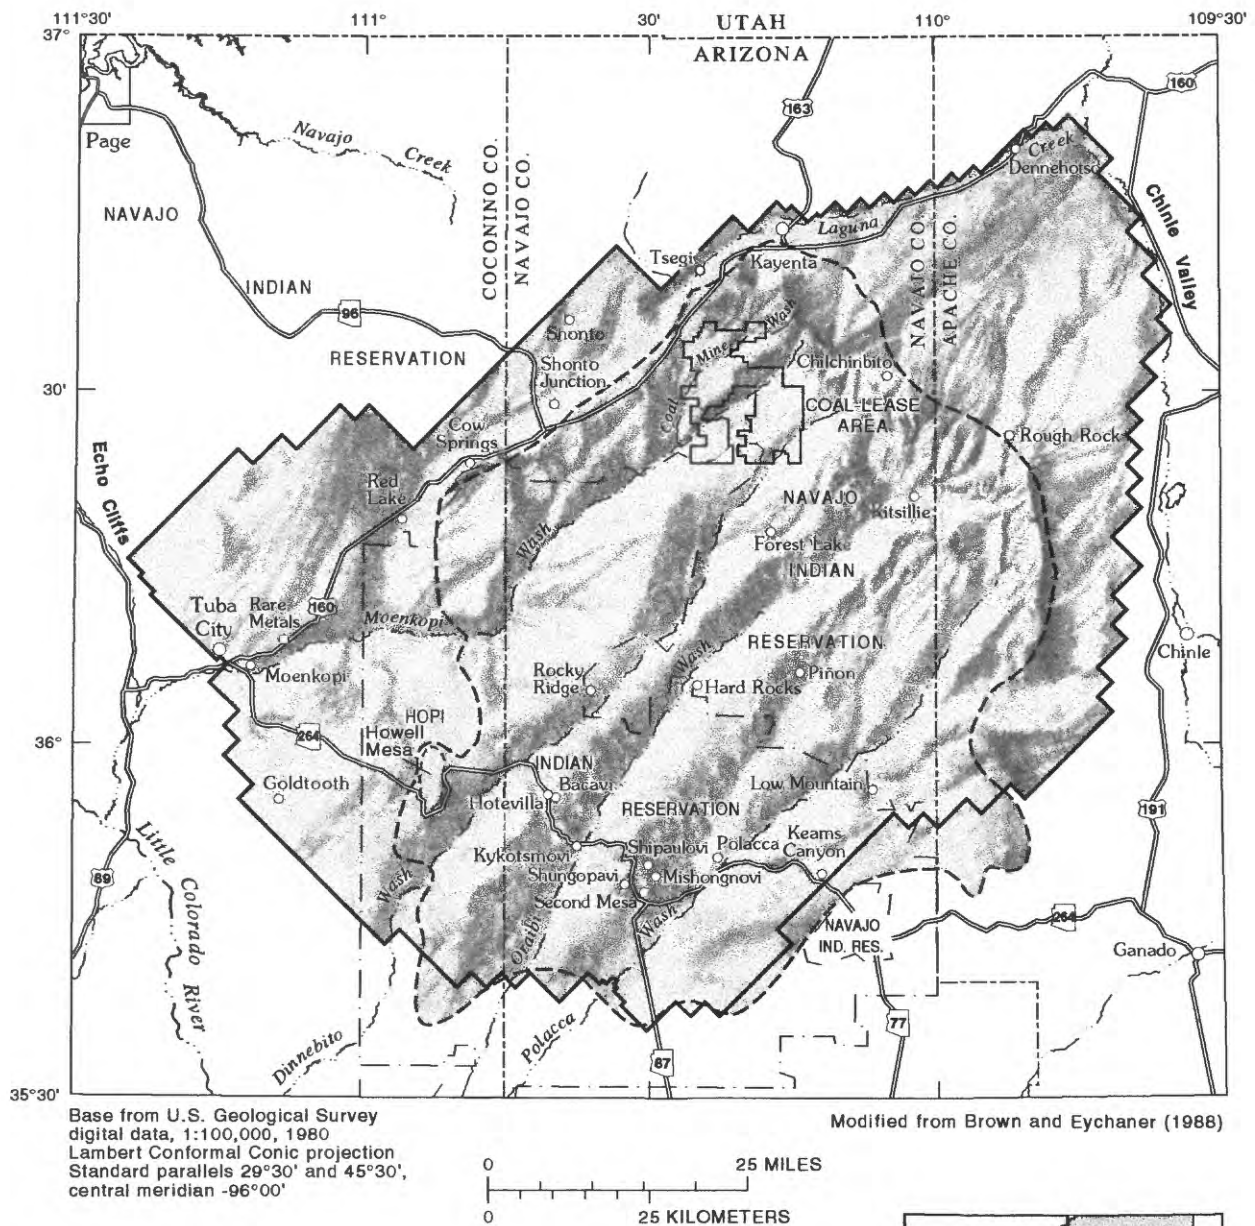 111°30'
111°
30'
110°
109°30'
37°
UTAH
ARIZONA
160
163
Page
Navajo
Creek
Creek
Dennehotso
COCONINO CO.
NAVAJO CO.
NAVAJO
Laguna
Chinle Valley
Tsegi
Kayenta
NAVAJO CO.
APACHE CO.
INDIAN
96
Shonto
RESERVATION
Wash
Mine
Shonto
Junction
Chilchinbito
30'
Coal
COAL-LEASE
AREA
Cow
Springs
Rough Rock
Echo Cliffs
Red
Lake
NAVAJO
Kitsillie
Wash
Forest Lake
INDIAN
160
Tuba
City
Rare
Metals
Moenkopi
RESERVATION
Chinle
Moenkopi
Rocky
Ridge
Wash
Hard Rocks
Piñon
HOPI
264
Howell
Mesa
36°
INDIAN
Goldtooth
Bacavi
Hotevilla
Low Mountain
RESERVATION
191
Little Colorado River
Keams
Canyon
Shipaulovi
Polacca
Kykotsmovi
89
Wash
Shungopavi
Mishongnovi
Second Mesa
Wash
264
NAVAJO
IND. RES.
Oraibi
Ganado
77
Dinnebito
Polacca
87
35°30'
Base from U.S. Geological Survey
digital data, 1:100,000, 1980
Lambert Conformal Conic projection
Standard parallels 29°30' and 45°30',
central meridian -96°00'
Modified from Brown and Eychaner (1988)
0
25 MILES
0
25 KILOMETERS